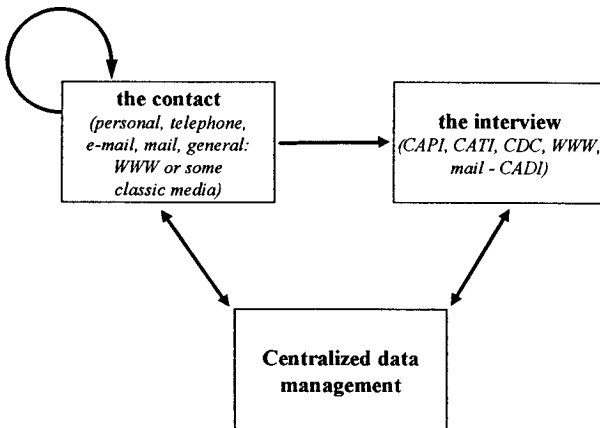 the contact
(personal, telephone,
e-mail, mail, general:
WWW or some
classic media)
the interview
(CAPI, CATI, CDC, WWW,
mail - CADI)
Centralized data
management